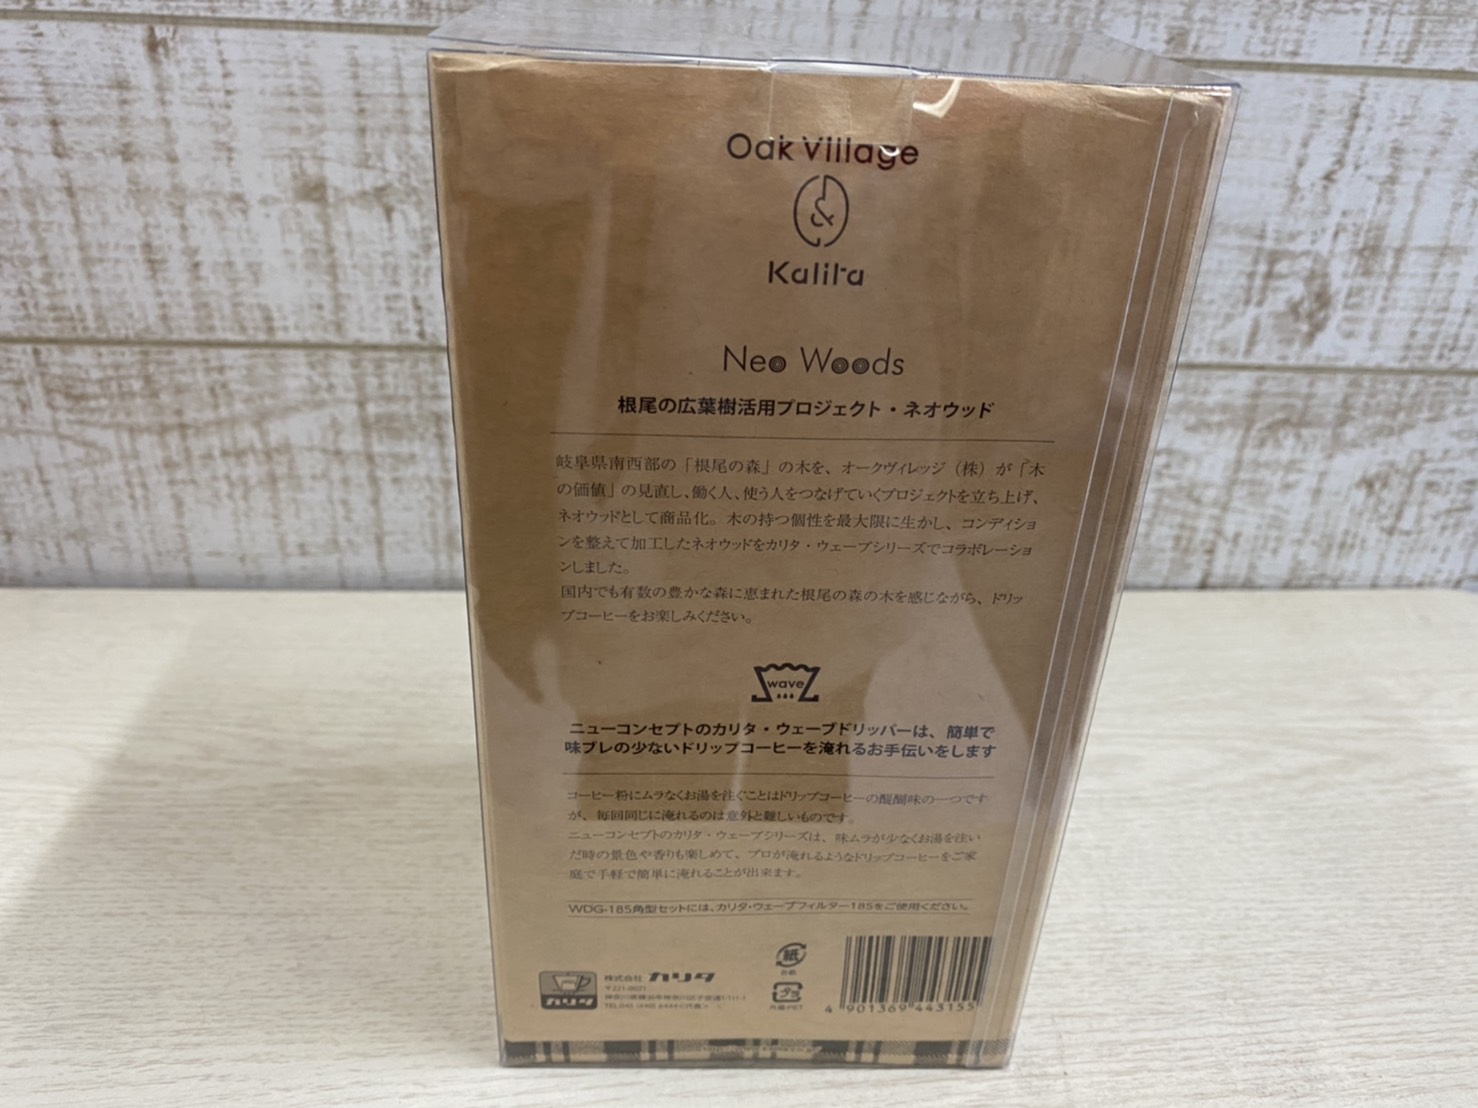 Oak Village
&
Kalita
Neo Woods
根尾の広葉樹活用プロジェクト・ネオウッド
岐阜県南西部の「根尾の森」の木を、オークヴィレッジ（株）が「木
の価値」の見直し、働く人、使う人をつなげていくプロジェクトを立ち上げ、
ネオウッドとして商品化。木の持つ個性を最大限に生かし、コンディショ
ンを整えて加工したネオウッドをカリタ・ウェーブシリーズでコラボレーショ
ンしました。
国内でも有数の豊かな森に恵まれた根尾の森の木を感じながら、ドリッ
プコーヒーをお楽しみください。
wave
ニューコンセプトのカリタ・ウェーブドリッパーは、簡単で
味ブレの少ないドリップコーヒーを淹れるお手伝いをします
コーヒー粉にムラなくお湯を注ぐことはドリップコーヒーの醍醐味の一つです
が、毎回同じに淹れるのは意外と難しいものです。
ニューコンセプトのカリタ・ウェーブシリーズは、味ムラが少なくお湯を注い
だ時の景色や香りも楽しめて、プロが淹れるようなドリップコーヒーをご家
庭で手軽で簡単に淹れることが出来ます。
WDG-185角型セットには、カリタ・ウェーブフィルター185をご使用ください。
カリタ
株式会社 カリタ
〒221-0021
紙
プラ
4 901369 443155